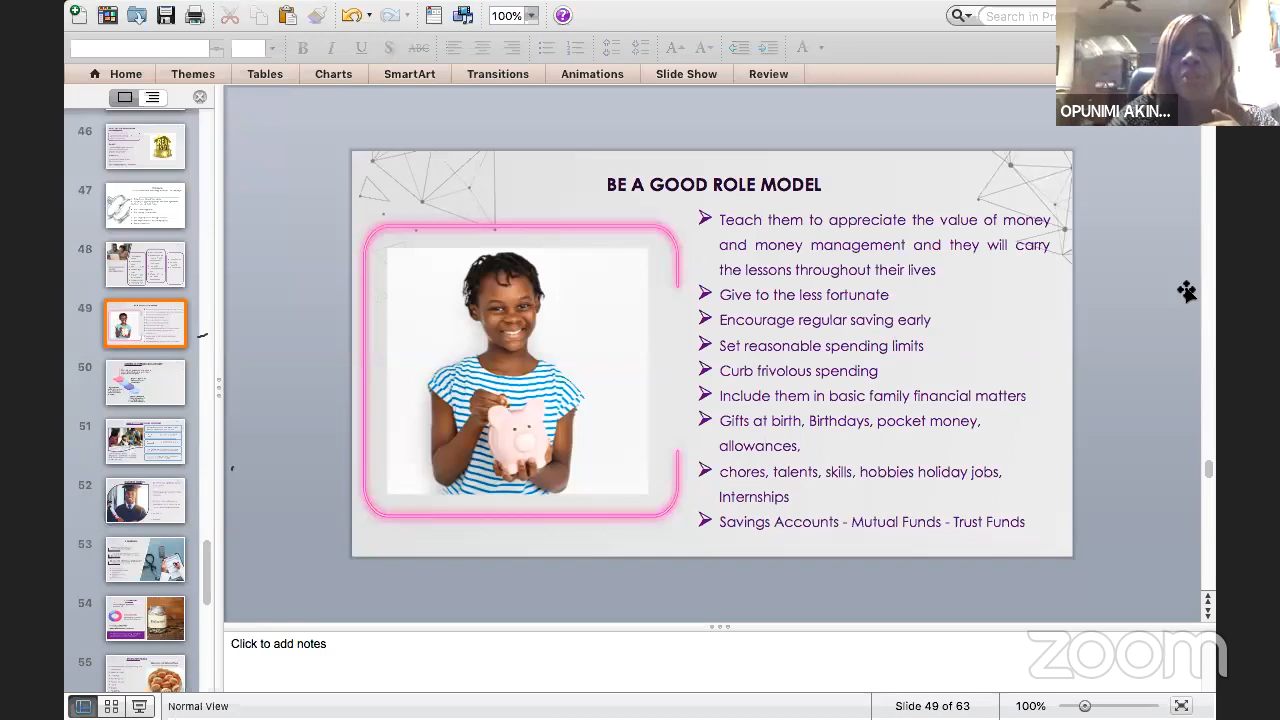 100%
Search in Pr
Home Themes Tables Charts SmartArt Transitions Animations Slide Show Review
OPUNIMI AKIN...
46
47
48
49
50
51
52
53
54
55
BE A GOOD ROLE MODEL
Teach them to appreciate the value of money
and money management and they will carry
the lessons throughout their lives
Give to the less fortunate
Encourage regular saving early
Set reasonable spending limits
Curb frivolous spending
Include them in basic family financial matters
Gifts at birth, Birthdays, pocket money,
allowances,
chores, talents, skills, hobbies holiday jobs,
Internships
Savings Accounts - Mutual Funds - Trust Funds
Click to add notes
zoom
Normal View
Slide 49 of 63
100%